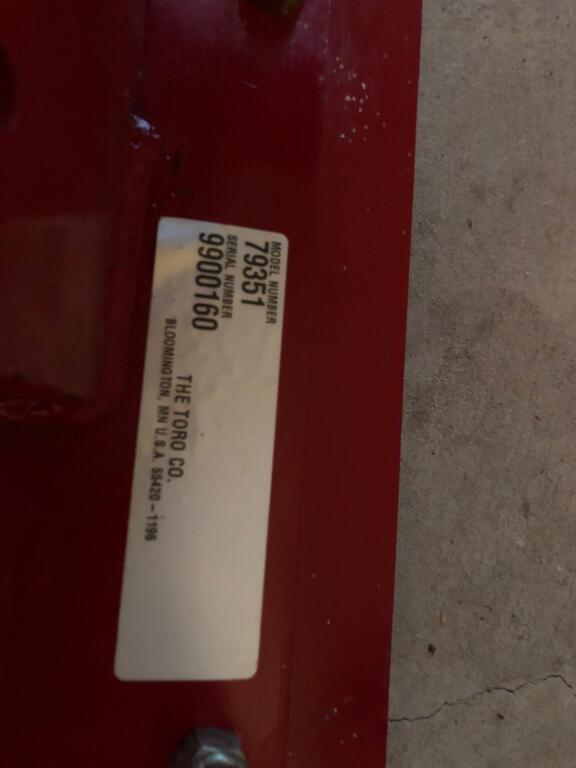 MODEL NUMBER
79351
SERIAL NUMBER
9900160
THE TORO CO.
BLOOMINGTON, MN U.S.A. 55420-1196